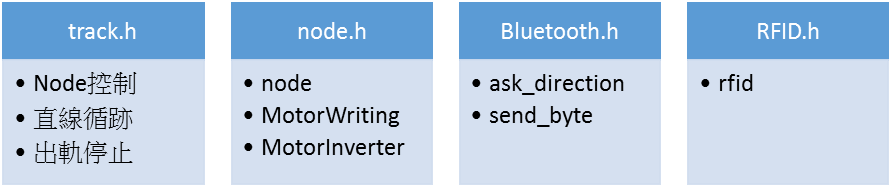 track.h
• Node控制
• 直線循跡
• 出軌停止
node.h
• node
• MotorWriting
• MotorInverter
Bluetooth.h
• ask_direction
• send_byte
RFID.h
• rfid